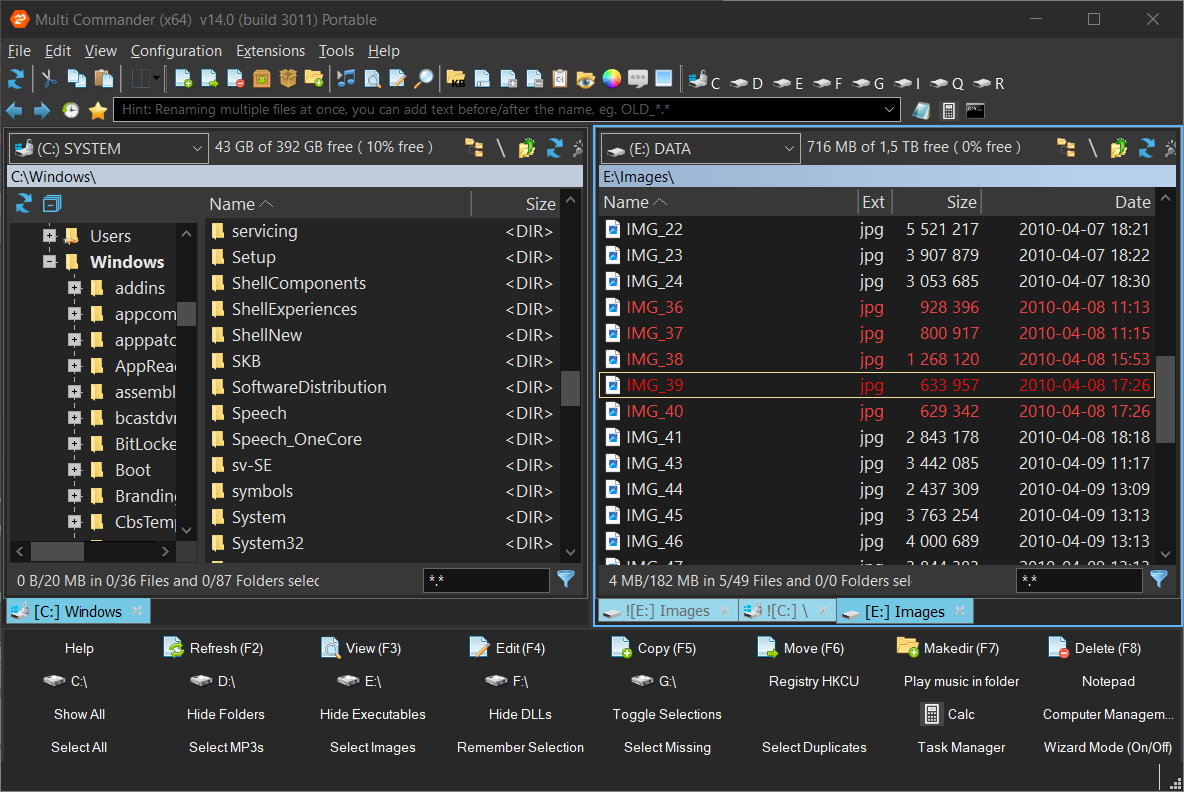 Multi Commander (x64) v14.0 (build 3011) Portable
File Edit View Configuration Extensions Tools Help
KB C D E F G I Q R
Hint: Renaming multiple files at once, you can add text before/after the name, eg. OLD_*.*
(C:) SYSTEM 43 GB of 392 GB free ( 10% free )
C:\Windows\
Users
Windows
addins
appcom
apppatc
AppRea
assembl
bcastdvr
BitLocke
Boot
Branding
CbsTemp
Name Size
servicing <DIR>
Setup <DIR>
ShellComponents <DIR>
ShellExperiences <DIR>
ShellNew <DIR>
SKB <DIR>
SoftwareDistribution <DIR>
Speech <DIR>
Speech_OneCore <DIR>
sv-SE <DIR>
symbols <DIR>
System <DIR>
System32 <DIR>
0 B/20 MB in 0/36 Files and 0/87 Folders selec *.*
[C:] Windows
(E:) DATA 716 MB of 1,5 TB free ( 0% free )
E:\Images\
Name Ext Size Date
IMG_22 jpg 5 521 217 2010-04-07 18:21
IMG_23 jpg 3 907 879 2010-04-07 18:22
IMG_24 jpg 3 053 685 2010-04-07 18:30
IMG_36 jpg 928 396 2010-04-08 11:13
IMG_37 jpg 800 917 2010-04-08 11:15
IMG_38 jpg 1 268 120 2010-04-08 15:53
IMG_39 jpg 633 957 2010-04-08 17:26
IMG_40 jpg 629 342 2010-04-08 17:26
IMG_41 jpg 2 843 178 2010-04-08 18:18
IMG_43 jpg 3 442 085 2010-04-09 11:17
IMG_44 jpg 2 437 309 2010-04-09 13:09
IMG_45 jpg 3 763 254 2010-04-09 13:13
IMG_46 jpg 4 000 689 2010-04-09 13:13
4 MB/182 MB in 5/49 Files and 0/0 Folders sel *.*
![E:] Images ![C:] \ [E:] Images
Help Refresh (F2) View (F3) Edit (F4) Copy (F5) Move (F6) Makedir (F7) Delete (F8)
C:\ D:\ E:\ F:\ G:\ Registry HKCU Play music in folder Notepad
Show All Hide Folders Hide Executables Hide DLLs Toggle Selections Calc Computer Managem...
Select All Select MP3s Select Images Remember Selection Select Missing Select Duplicates Task Manager Wizard Mode (On/Off)